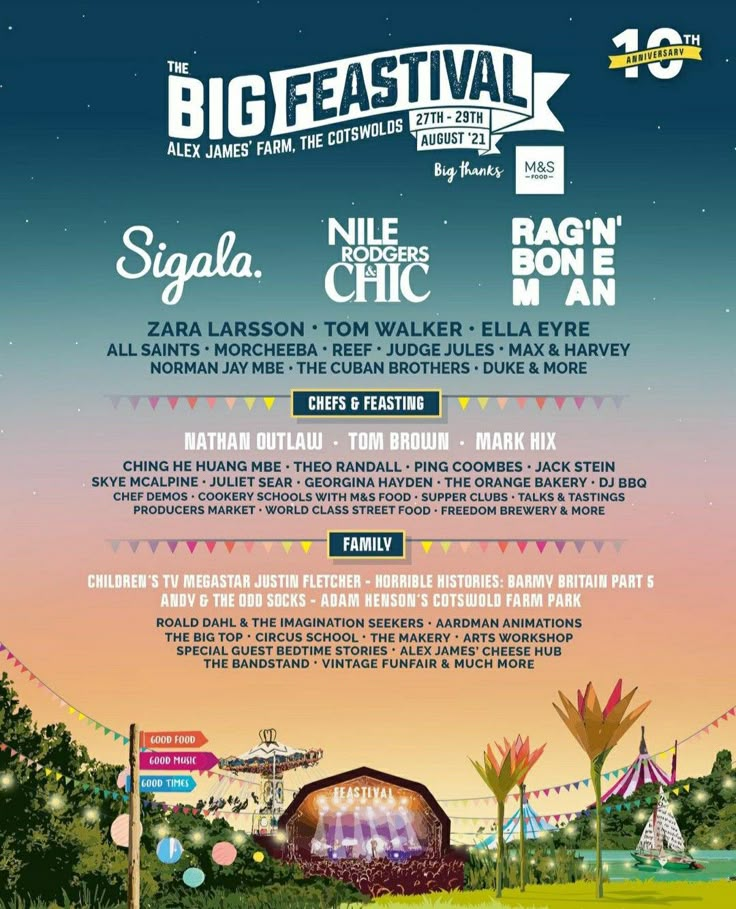 10TH
ANNIVERSARY
THE
BIG FEASTIVAL
ALEX JAMES' FARM, THE COTSWOLDS
27TH - 29TH
AUGUST '21
Big thanks
M&S
FOOD
Sigala.
NILE
RODGERS
& CHIC
RAG'N'
BONE
MAN
ZARA LARSSON • TOM WALKER • ELLA EYRE
ALL SAINTS • MORCHEEBA • REEF • JUDGE JULES • MAX & HARVEY
NORMAN JAY MBE • THE CUBAN BROTHERS • DUKE & MORE
CHEFS & FEASTING
NATHAN OUTLAW • TOM BROWN • MARK HIX
CHING HE HUANG MBE • THEO RANDALL • PING COOMBES • JACK STEIN
SKYE MCALPINE • JULIET SEAR • GEORGINA HAYDEN • THE ORANGE BAKERY • DJ BBQ
CHEF DEMOS • COOKERY SCHOOLS WITH M&S FOOD • SUPPER CLUBS • TALKS & TASTINGS
PRODUCERS MARKET • WORLD CLASS STREET FOOD • FREEDOM BREWERY & MORE
FAMILY
CHILDREN'S TV MEGASTAR JUSTIN FLETCHER - HORRIBLE HISTORIES: BARMY BRITAIN PART 5
ANDY & THE ODD SOCKS - ADAM HENSON'S COTSWOLD FARM PARK
ROALD DAHL & THE IMAGINATION SEEKERS • AARDMAN ANIMATIONS
THE BIG TOP • CIRCUS SCHOOL • THE MAKERY • ARTS WORKSHOP
SPECIAL GUEST BEDTIME STORIES • ALEX JAMES' CHEESE HUB
THE BANDSTAND • VINTAGE FUNFAIR & MUCH MORE
GOOD FOOD
GOOD MUSIC
GOOD TIMES
FEASTIVAL